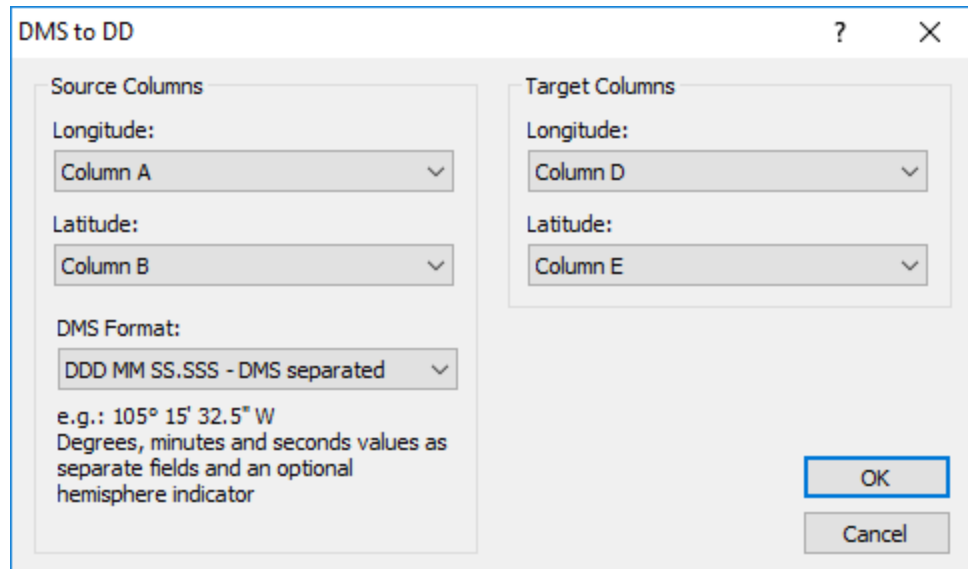 DMS to DD
?
Source Columns
Longitude:
Column A
Latitude:
Column B
DMS Format:
DDD MM SS.SSS - DMS separated
e.g.: 105° 15' 32.5" W
Degrees, minutes and seconds values as
separate fields and an optional
hemisphere indicator
Target Columns
Longitude:
Column D
Latitude:
Column E
OK
Cancel